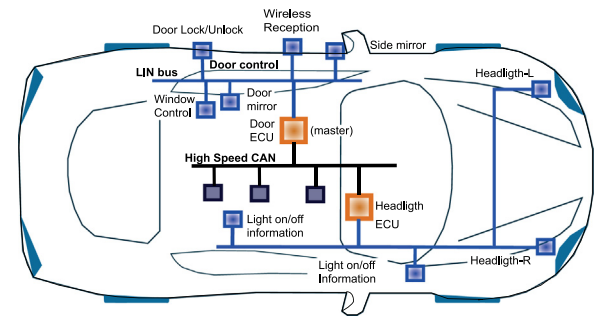 Wireless
Reception
Door Lock/Unlock
Side mirror
Door control
LIN bus
Headligth-L
Window
Control
Door
mirror
Door
ECU
(master)
High Speed CAN
Headligth
ECU
Light on/off
information
Light on/off
Information
Headligth-R